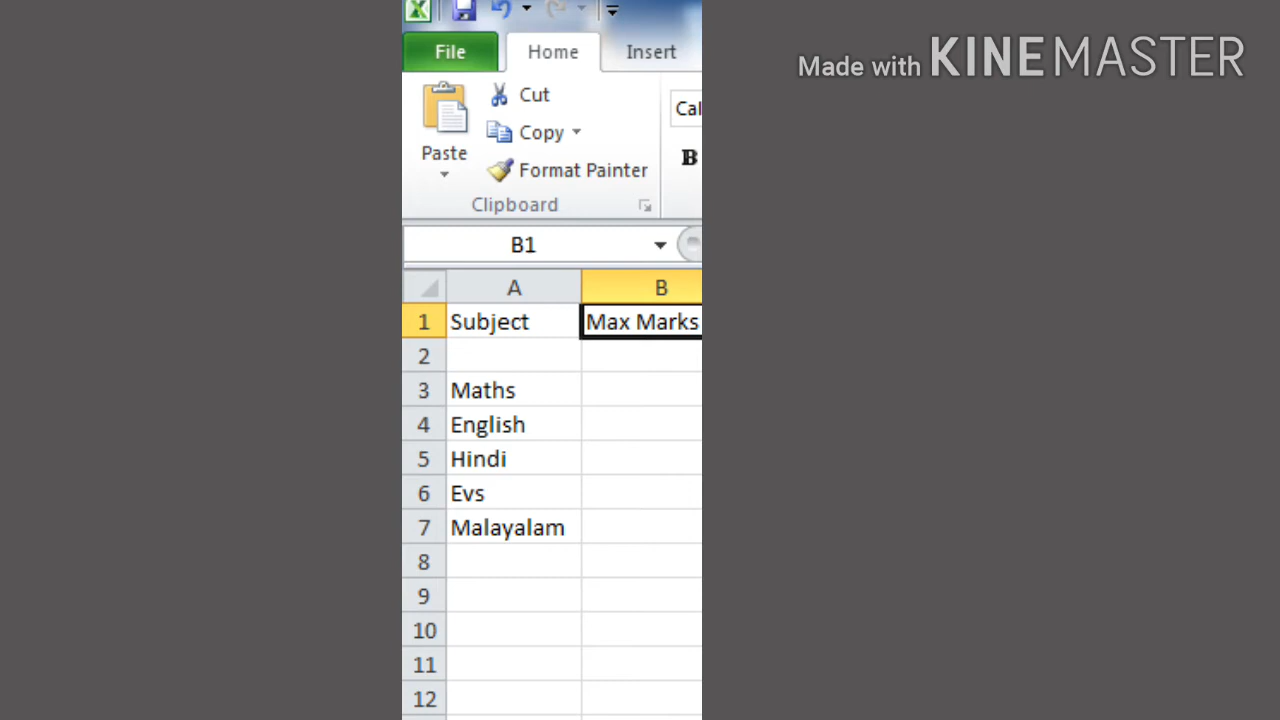 Made with KINEMASTER
File Home Insert
Cut
Copy
Paste
Format Painter
Clipboard
B
B1
A B
1 Subject Max Marks
2
3 Maths
4 English
5 Hindi
6 Evs
7 Malayalam
8
9
10
11
12